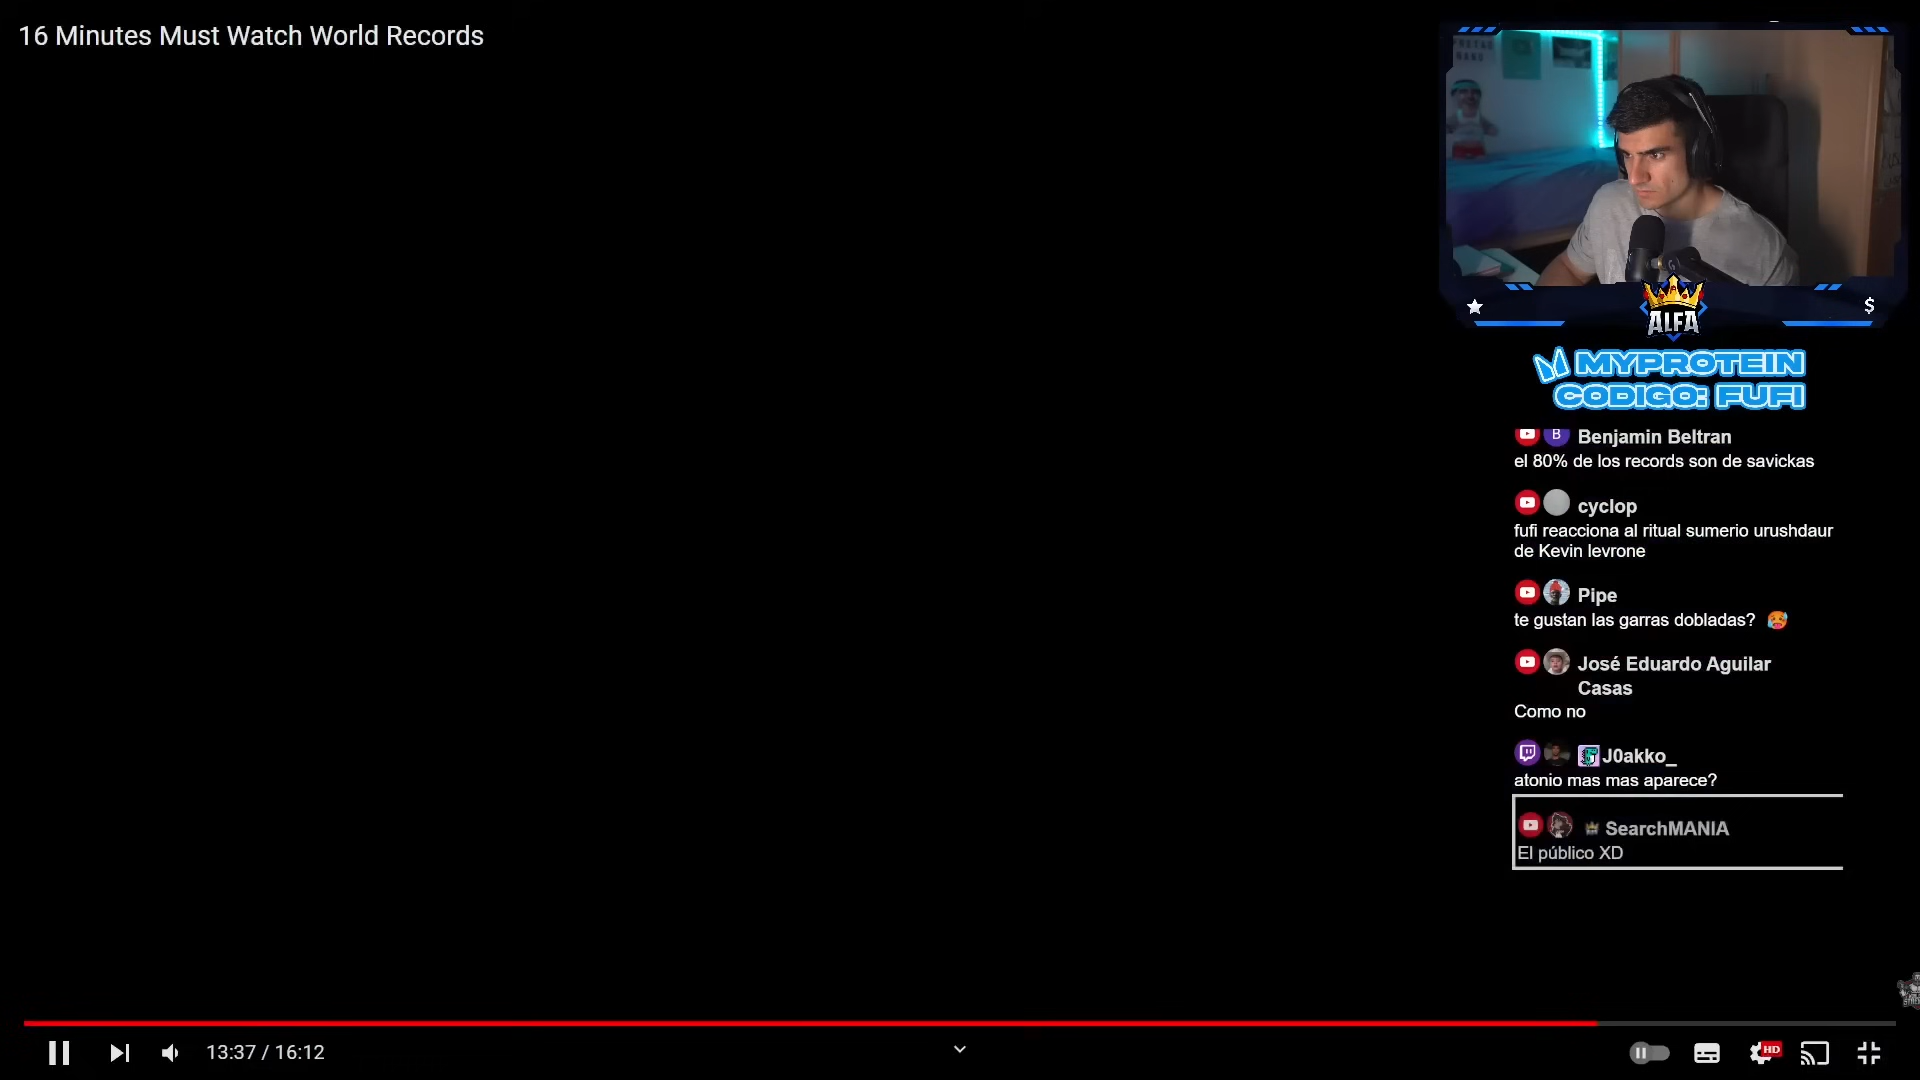 16 Minutes Must Watch World Records
ALFA
$
MYPROTEIN
CODIGO: FUFI
B Benjamin Beltran
el 80% de los records son de savickas
cyclop
fufi reacciona al ritual sumerio urushdaur
de Kevin levrone
Pipe
te gustan las garras dobladas?
José Eduardo Aguilar
Casas
Como no
J0akko_
atonio mas mas aparece?
SearchMANIA
El público XD
13:37 / 16:12
HD